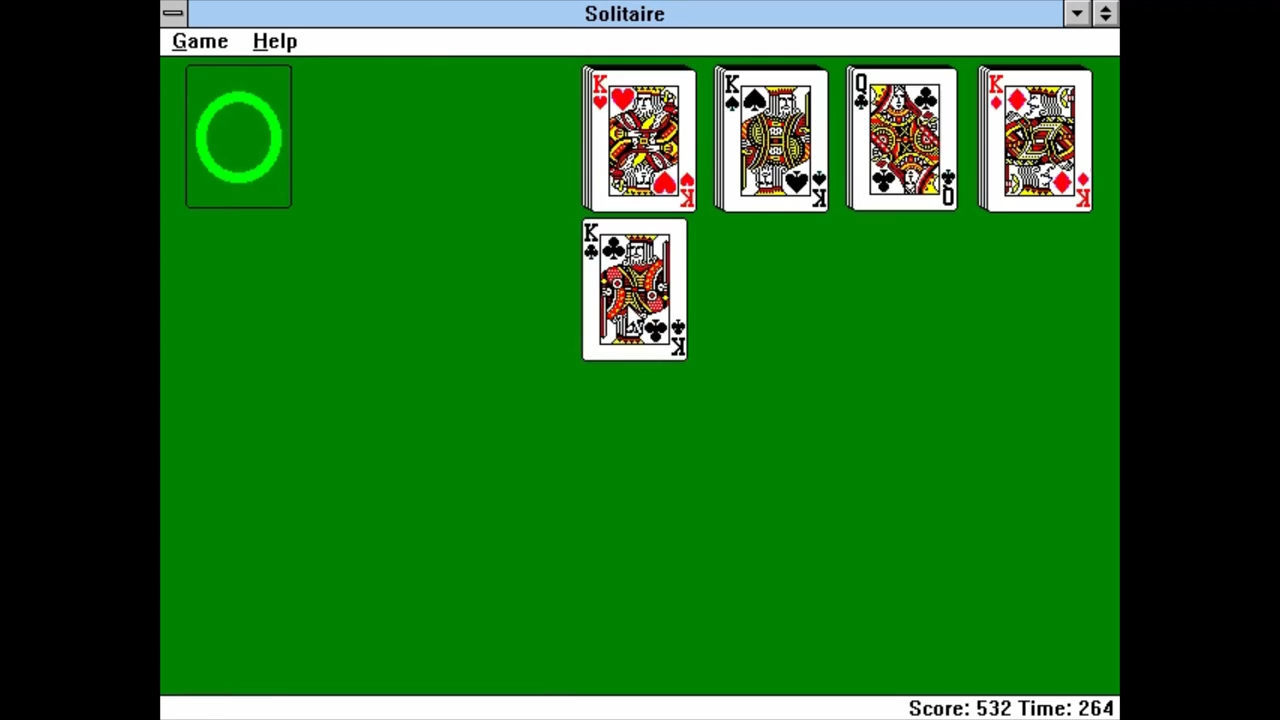 Solitaire
Game Help
K K Q K
K K Q K
K
K
Score: 532 Time: 264